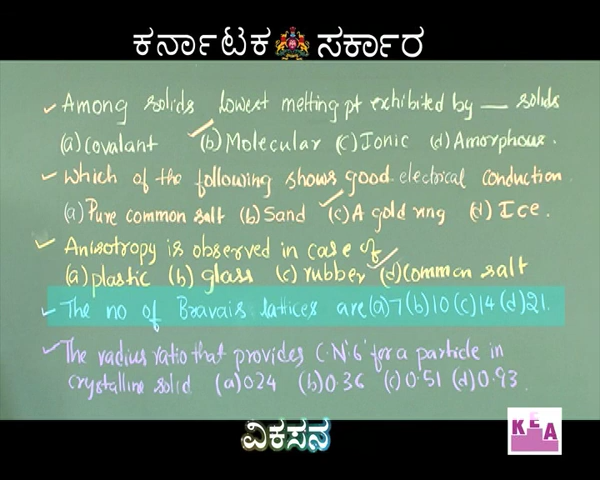 ಕರ್ನಾಟಕ ಸರ್ಕಾರ
Among solids lowest melting pt exhibited by — solids
(a) Covalant (b) Molecular (c) Ionic (d) Amorphous.
Which of the following shows good electrical conduction
(a) Pure common salt (b) Sand (c) A gold ring (d) Ice.
Anisotropy is observed in case of
(a) plastic (b) glass (c) rubber (d) Common salt
The no of Bravais lattices are (a) 7 (b) 10 (c) 14 (d) 21.
The radius ratio that provides C.N '6' for a particle in
crystalline solid (a) 0.24 (b) 0.36 (c) 0.51 (d) 0.93.
ವಿಕಸನ
KEA